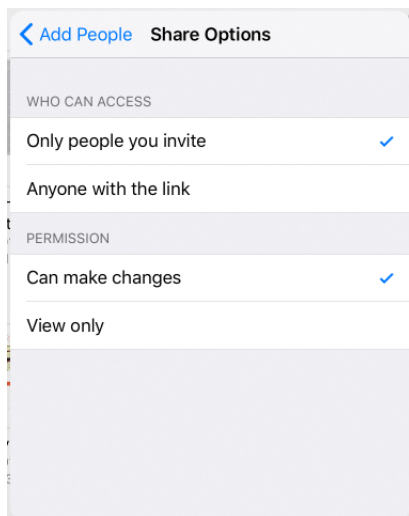 Add People Share Options
WHO CAN ACCESS
Only people you invite
Anyone with the link
PERMISSION
Can make changes
View only